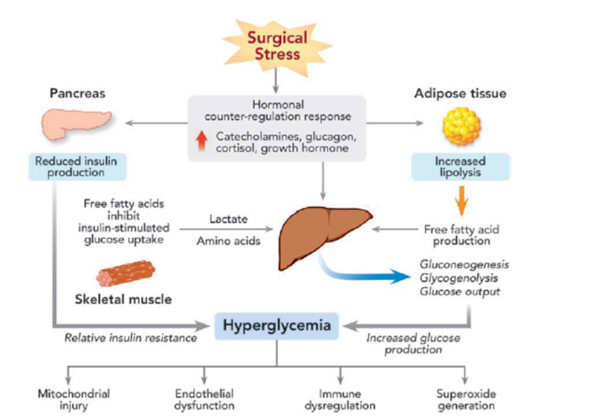 Surgical
Stress
Pancreas
Hormonal
counter-regulation response
Catecholamines, glucagon,
cortisol, growth hormone
Adipose tissue
Reduced insulin
production
Increased
lipolysis
Free fatty acids
inhibit
insulin-stimulated
glucose uptake
Lactate
Amino acids
Free fatty acid
production
Gluconeogenesis
Glycogenolysis
Glucose output
Skeletal muscle
Hyperglycemia
Relative insulin resistance
Increased glucose
production
Mitochondrial
injury
Endothelial
dysfunction
Immune
dysregulation
Superoxide
generation